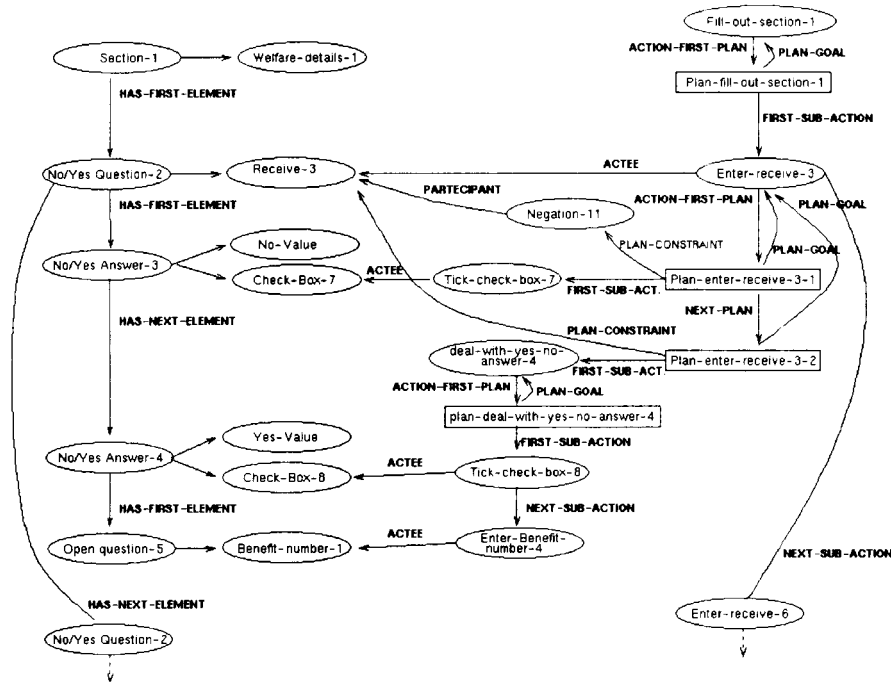 Fill-out-section-1
ACTION-FIRST-PLAN
PLAN-GOAL
Section-1
Welfare-details-1
Plan-fill-out-section-1
HAS-FIRST-ELEMENT
FIRST-SUB-ACTION
No/Yes Question-2
Receive-3
ACTEE
Enter-receive-3
PARTECIPANT
ACTION-FIRST-PLAN
PLAN-GOAL
HAS-FIRST-ELEMENT
Negation-11
No-Value
PLAN-CONSTRAINT
PLAN-GOAL
No/Yes Answer-3
Check-Box-7
ACTEE
Tick-check-box-7
FIRST-SUB-ACT.
Plan-enter-receive-3-1
NEXT-PLAN
HAS-NEXT-ELEMENT
PLAN-CONSTRAINT
deal-with-yes-no-
answer-4
FIRST-SUB-ACT.
Plan-enter-receive-3-2
ACTION-FIRST-PLAN
PLAN-GOAL
plan-deal-with-yes-no-answer-4
Yes-Value
FIRST-SUB-ACTION
No/Yes Answer-4
Check-Box-8
ACTEE
Tick-check-box-8
HAS-FIRST-ELEMENT
NEXT-SUB-ACTION
Open question-5
Benefit-number-1
ACTEE
Enter-Benefit-
number-4
NEXT-SUB-ACTION
HAS-NEXT-ELEMENT
Enter-receive-6
No/Yes Question-2